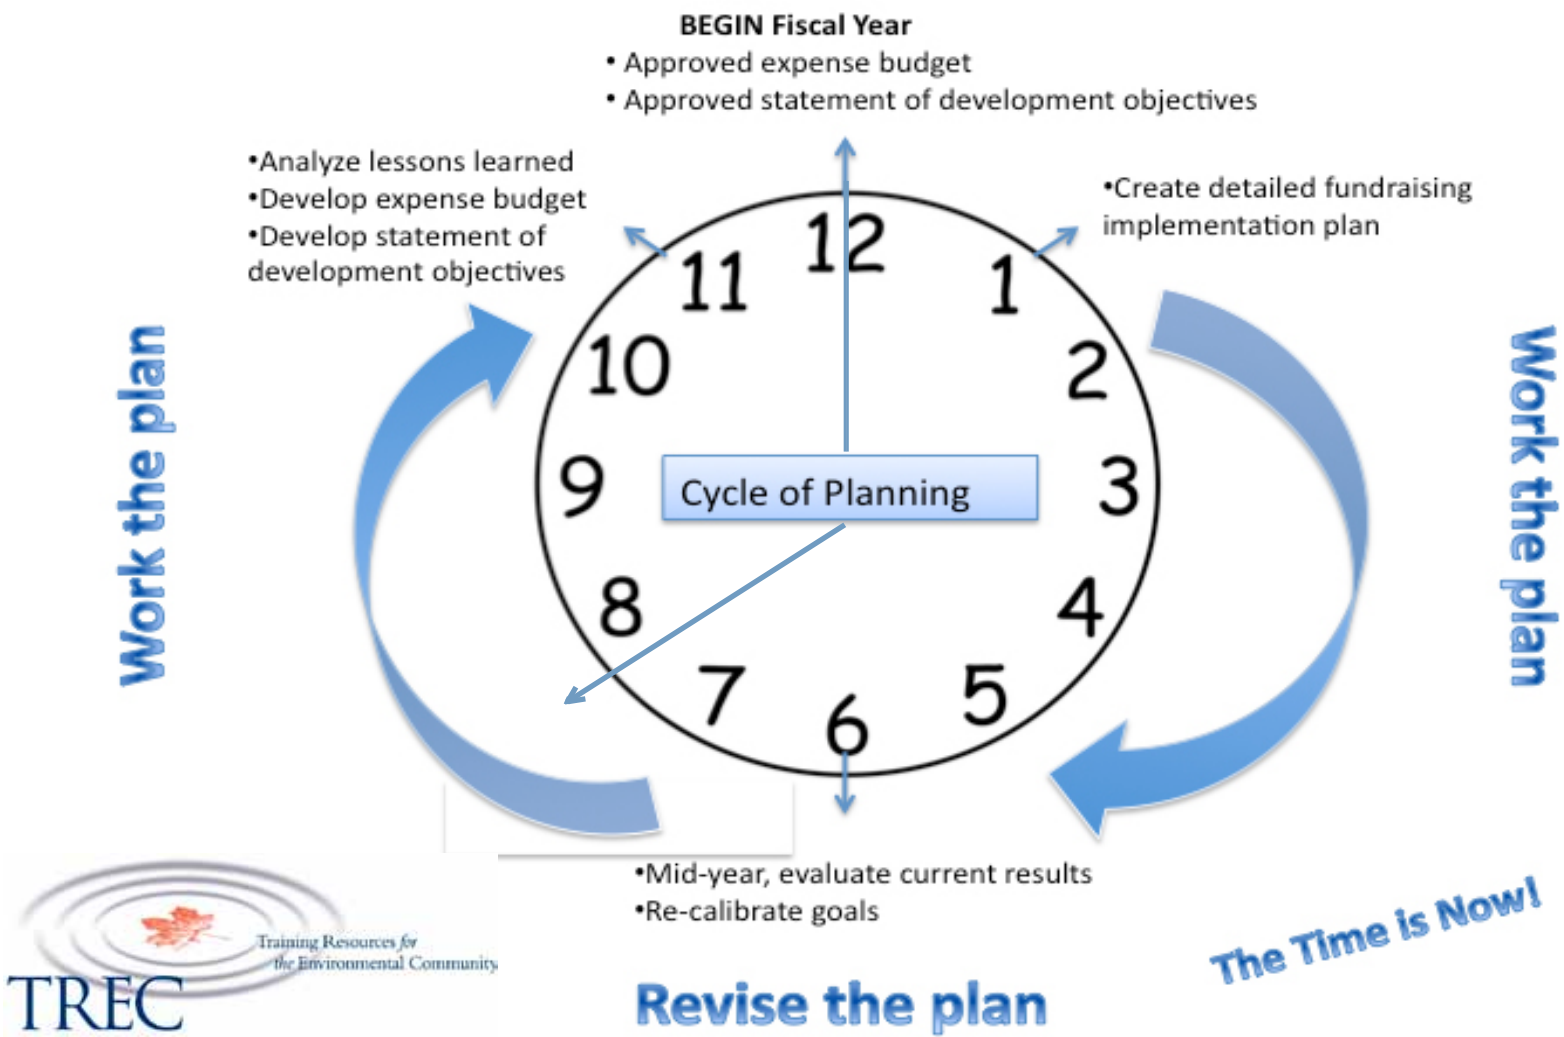 BEGIN Fiscal Year
• Approved expense budget
• Approved statement of development objectives
•Analyze lessons learned
•Develop expense budget
•Develop statement of
development objectives
•Create detailed fundraising
implementation plan
12
11
1
10
2
9
3
8
4
7
5
6
Cycle of Planning
Work the plan
Work the plan
•Mid-year, evaluate current results
•Re-calibrate goals
Revise the plan
The Time is Now!
Training Resources for
the Environmental Community
TREC